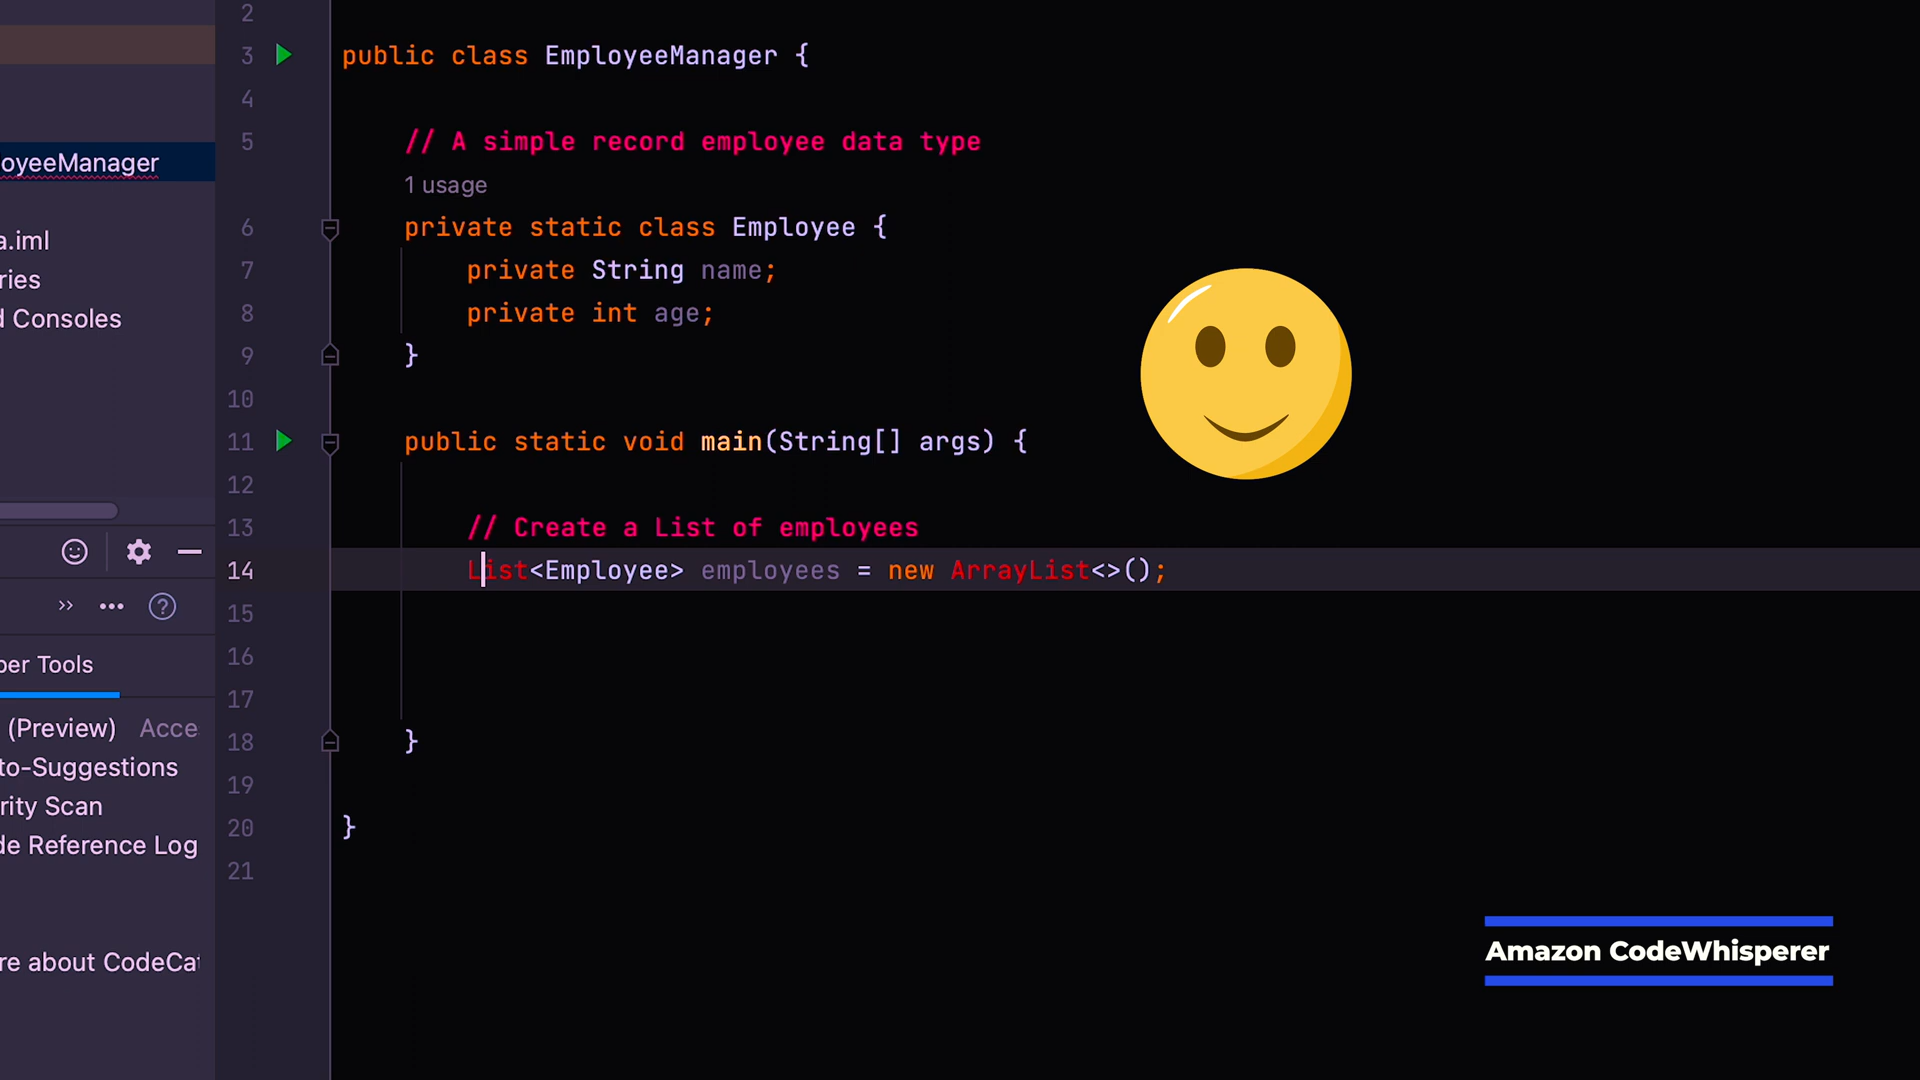 oyeeManager
a.iml
ries
d Consoles
per Tools
(Preview) Acce
to-Suggestions
rity Scan
de Reference Log
re about CodeCat
2
3 public class EmployeeManager {
4
5 // A simple record employee data type
1 usage
6 private static class Employee {
7 private String name;
8 private int age;
9 }
10
11 public static void main(String[] args) {
12
13 // Create a List of employees
14 List<Employee> employees = new ArrayList<>();
15
16
17
18 }
19
20 }
21
Amazon CodeWhisperer